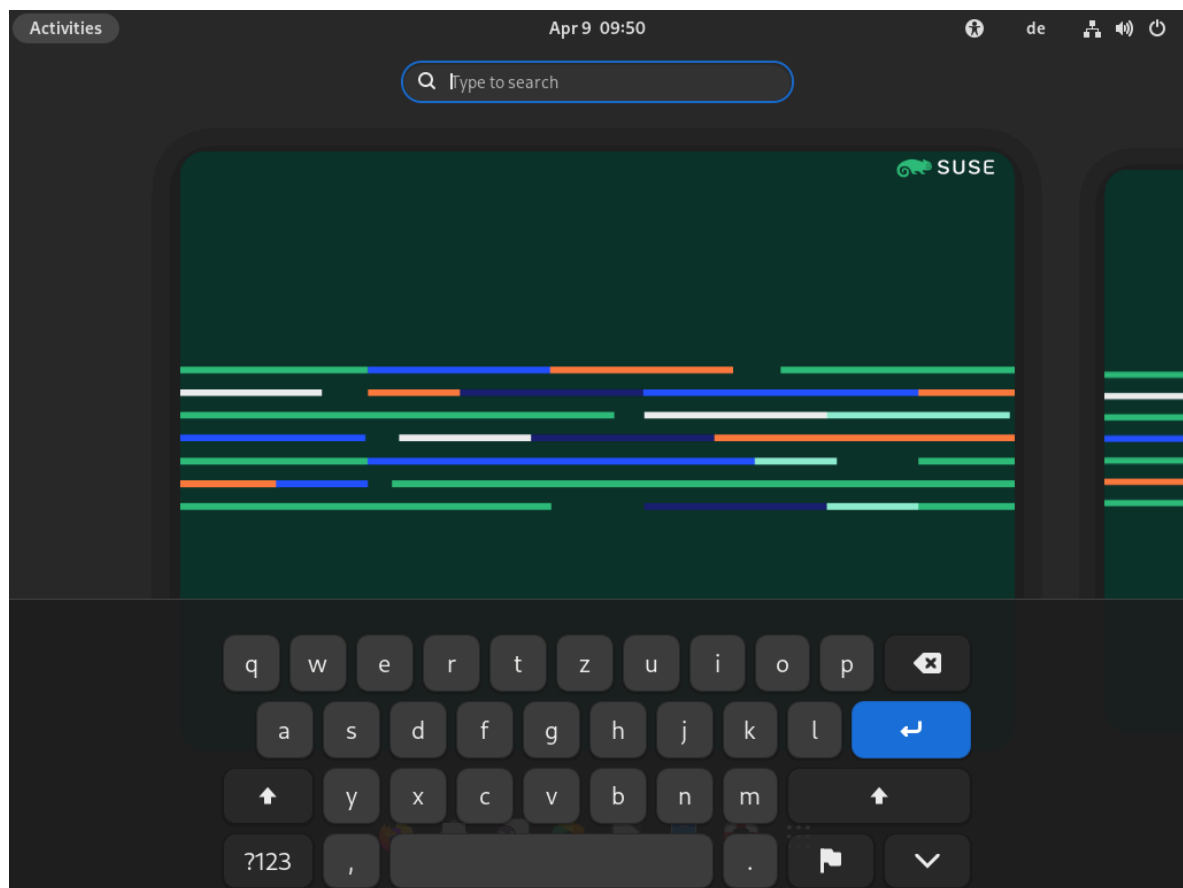 Activities Apr 9 09:50 de
Type to search
SUSE
q w e r t z u i o p
a s d f g h j k l
y x c v b n m
?123 , .